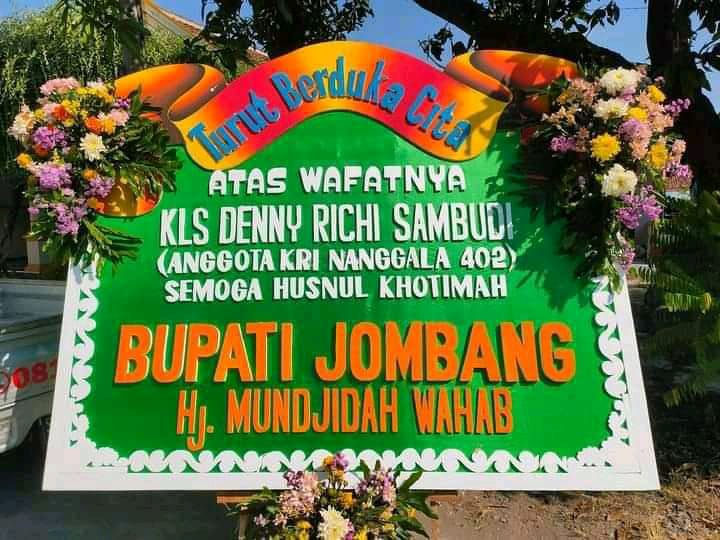 Turut Berduka Cita
ATAS WAFATNYA
KLS DENNY RICHI SAMBUDI
(ANGGOTA KRI NANGGALA 402)
SEMOGA HUSNUL KHOTIMAH
BUPATI JOMBANG
Hj. MUNDJIDAH WAHAB